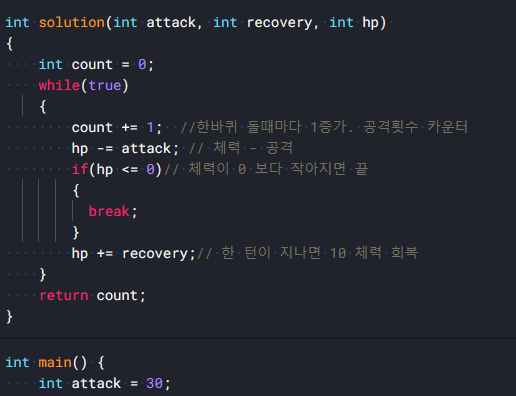 int solution(int attack, int recovery, int hp)
{
    int count = 0;
    while(true)
    {
        count += 1;  //한바퀴 돌때마다 1증가. 공격횟수 카운터
        hp -= attack; // 체력 - 공격
        if(hp <= 0)// 체력이 0 보다 작아지면 끝
        {
          break;
        }
        hp += recovery;// 한 턴이 지나면 10 체력 회복
    }
    return count;
}
int main() {
    int attack = 30;